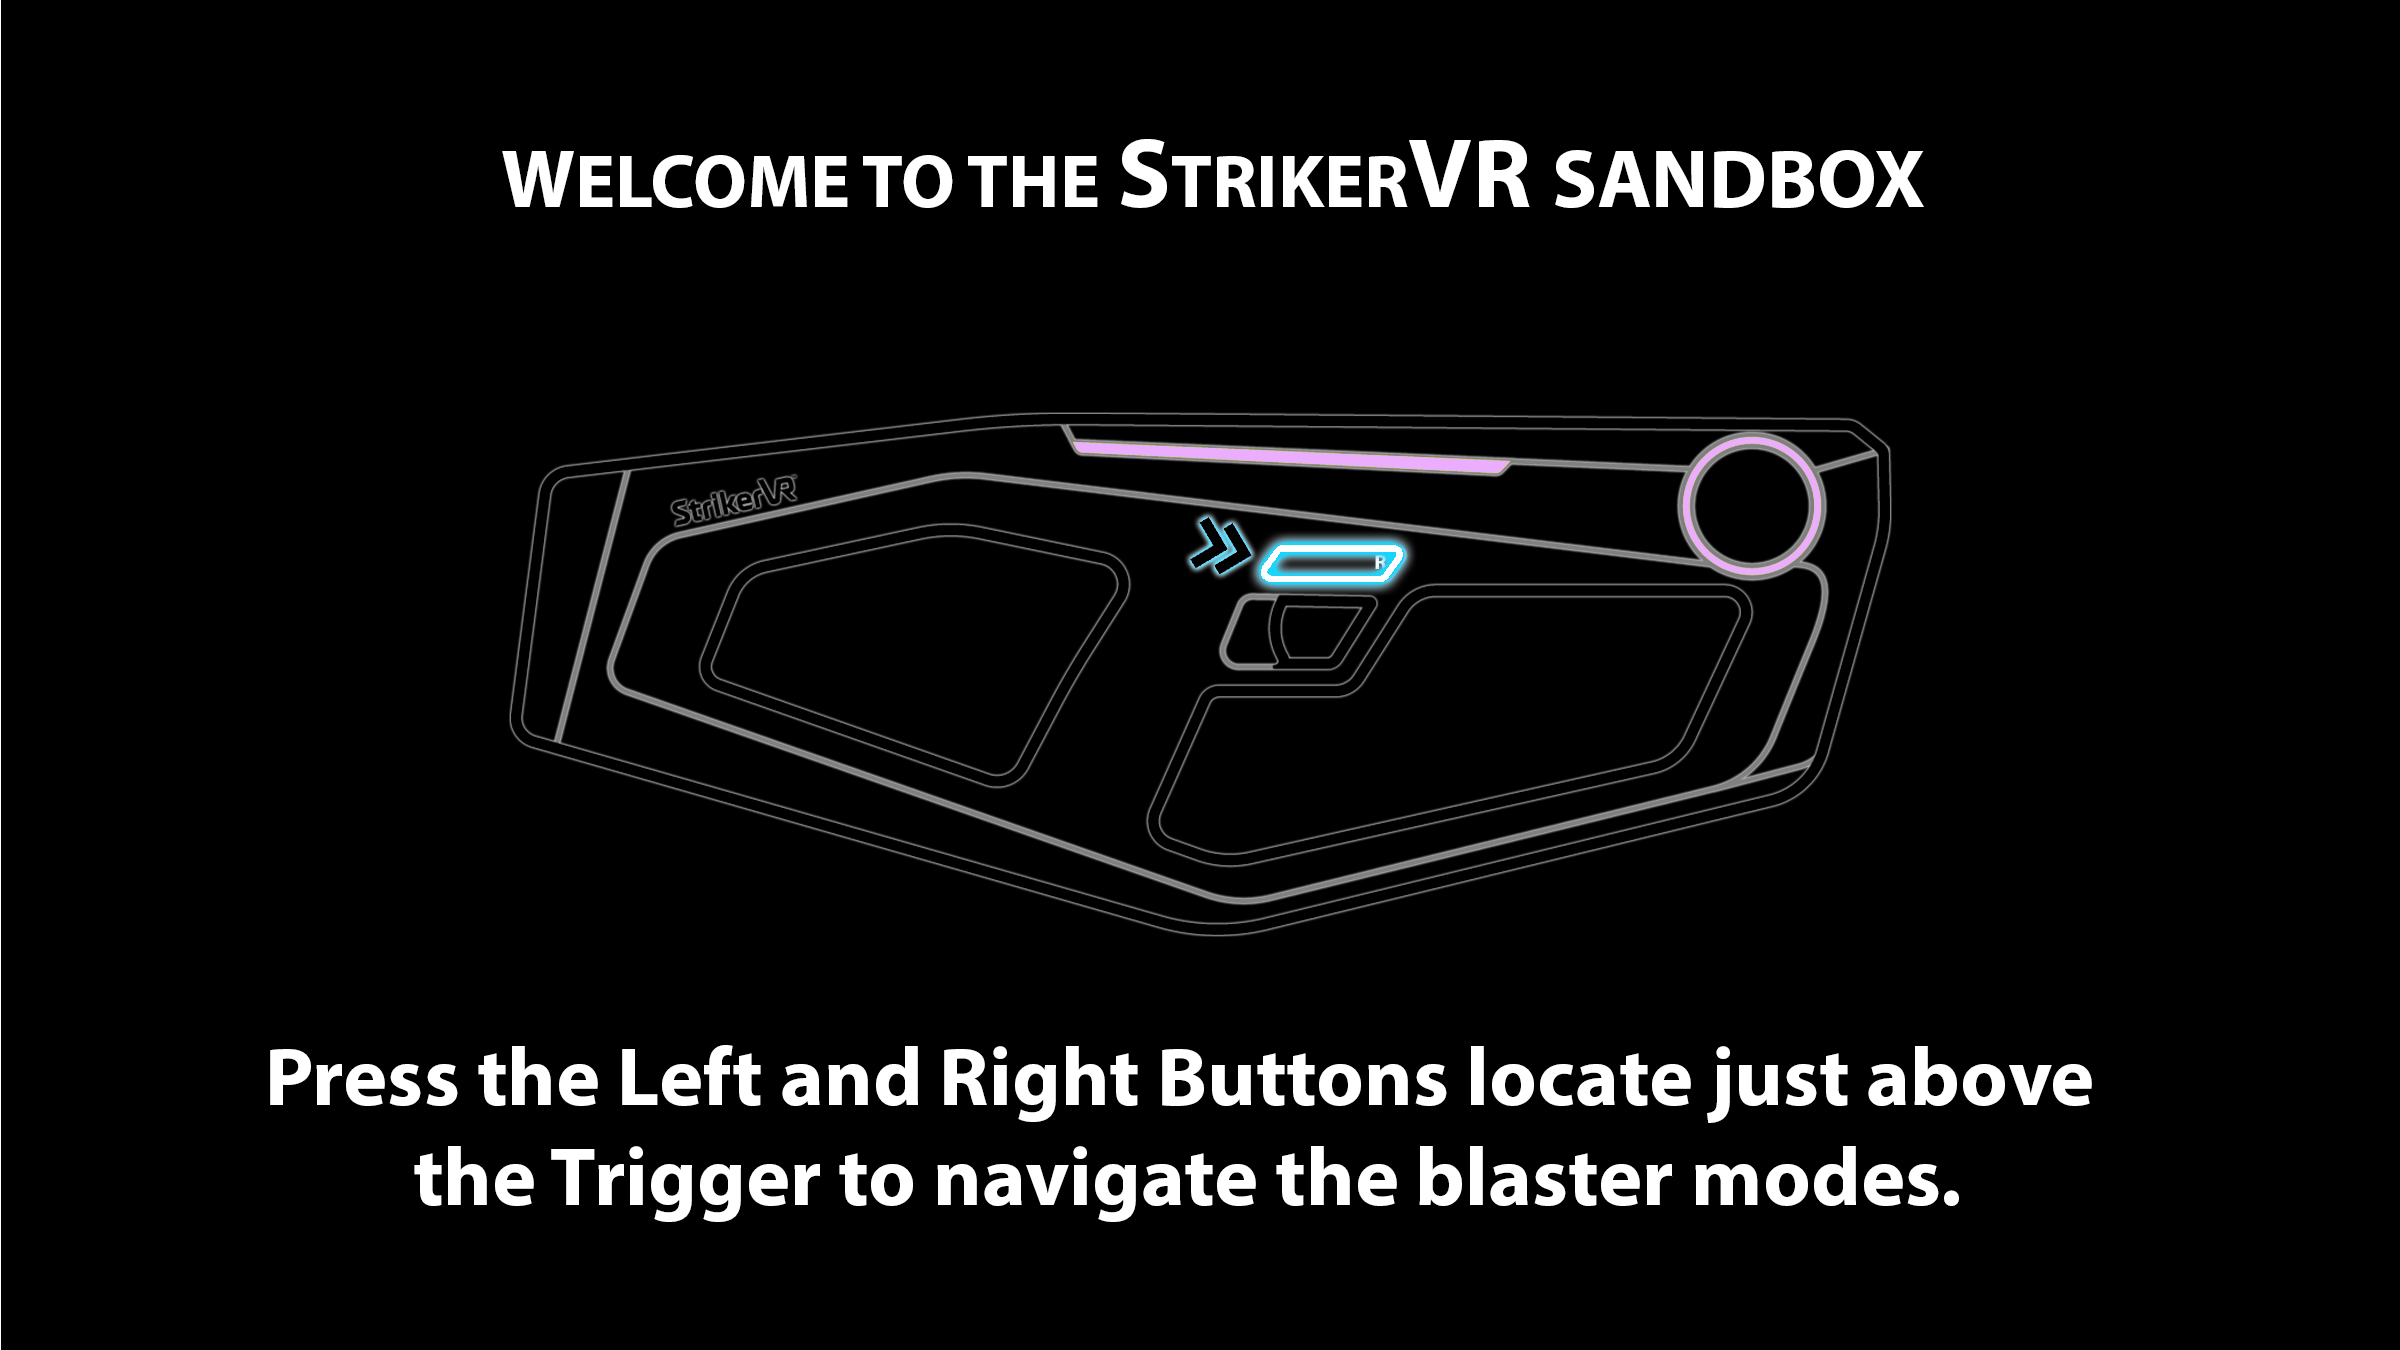 WELCOME TO THE STRIKERVR SANDBOX
StrikerVR
R
Press the Left and Right Buttons locate just above
the Trigger to navigate the blaster modes.